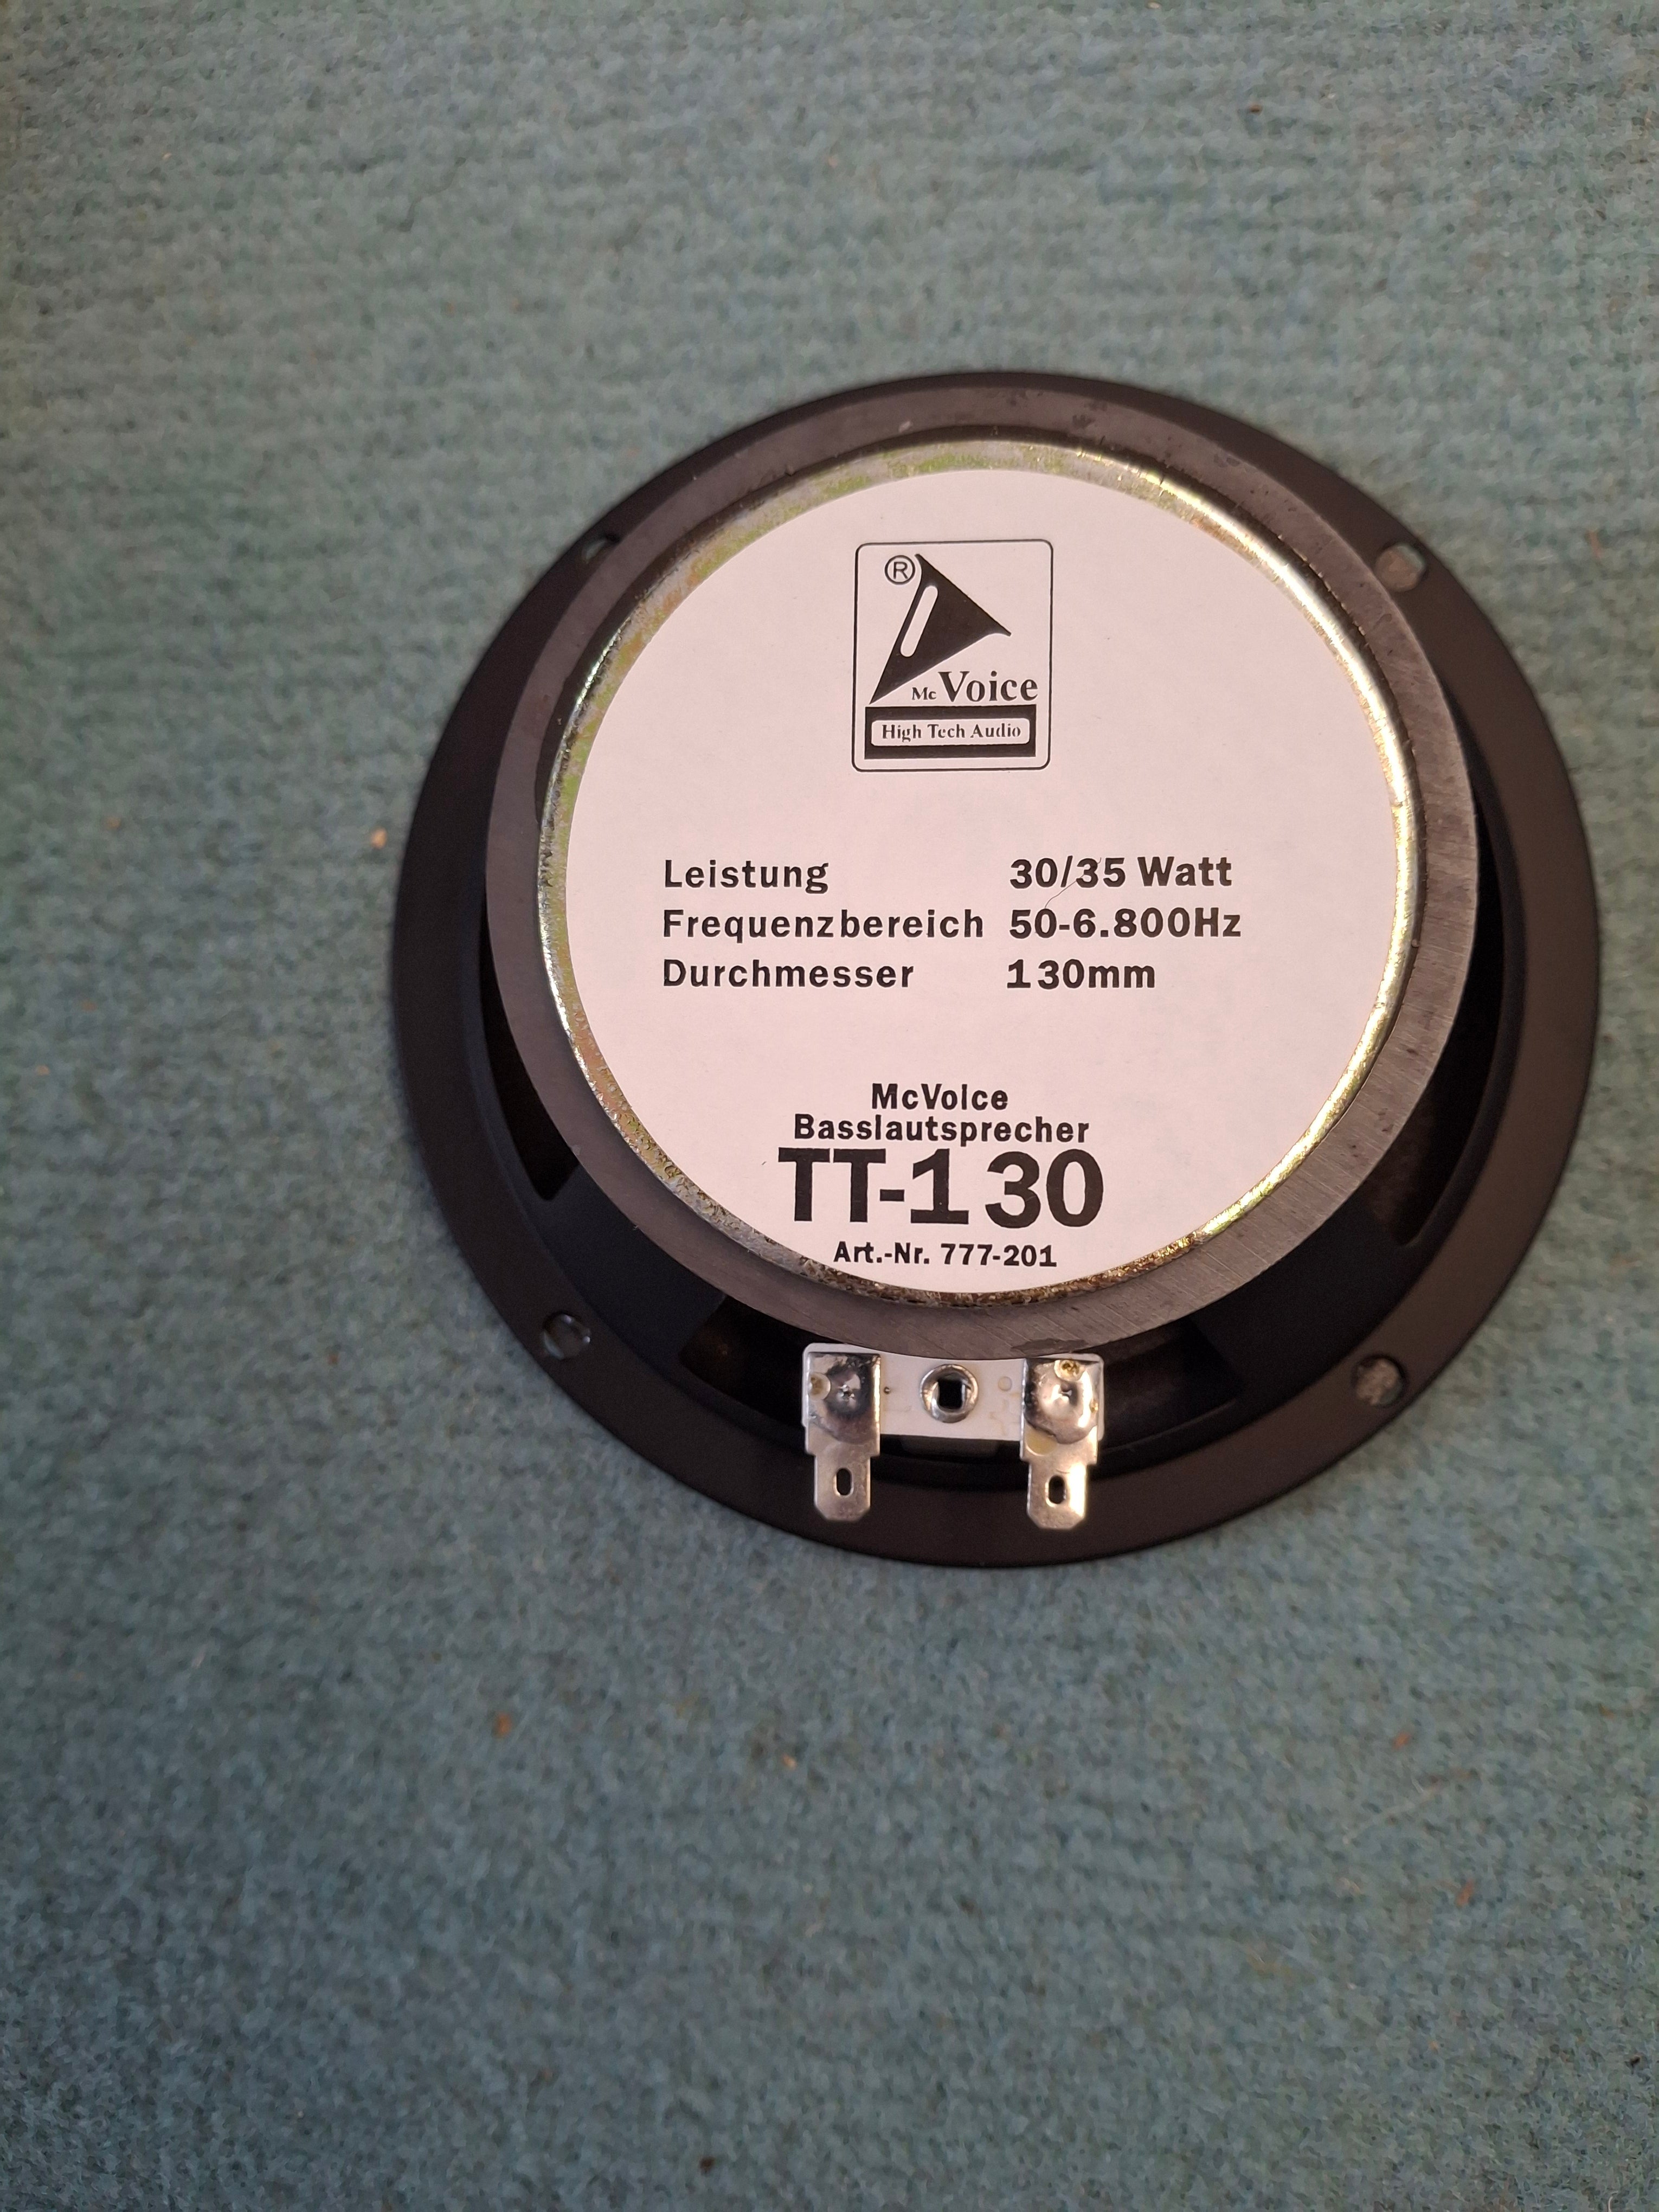 ®
Mc Voice
High Tech Audio
Leistung 30/35 Watt
Frequenzbereich 50-6.800Hz
Durchmesser 130mm
McVoice
Basslautsprecher
TT-130
Art.-Nr. 777-201